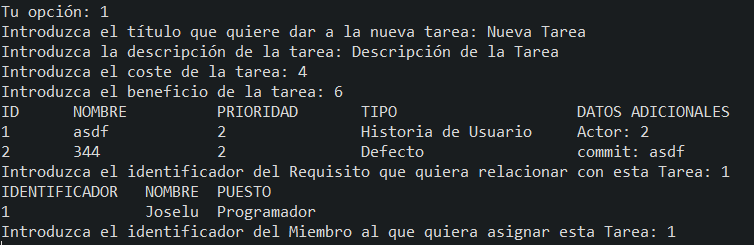 Tu opción: 1
Introduzca el título que quiere dar a la nueva tarea: Nueva Tarea
Introduzca la descripción de la tarea: Descripción de la Tarea
Introduzca el coste de la tarea: 4
Introduzca el beneficio de la tarea: 6
ID NOMBRE PRIORIDAD TIPO DATOS ADICIONALES
1 asdf 2 Historia de Usuario Actor: 2
2 344 2 Defecto commit: asdf
Introduzca el identificador del Requisito que quiera relacionar con esta Tarea: 1
IDENTIFICADOR NOMBRE PUESTO
1 Joselu Programador
Introduzca el identificador del Miembro al que quiera asignar esta Tarea: 1